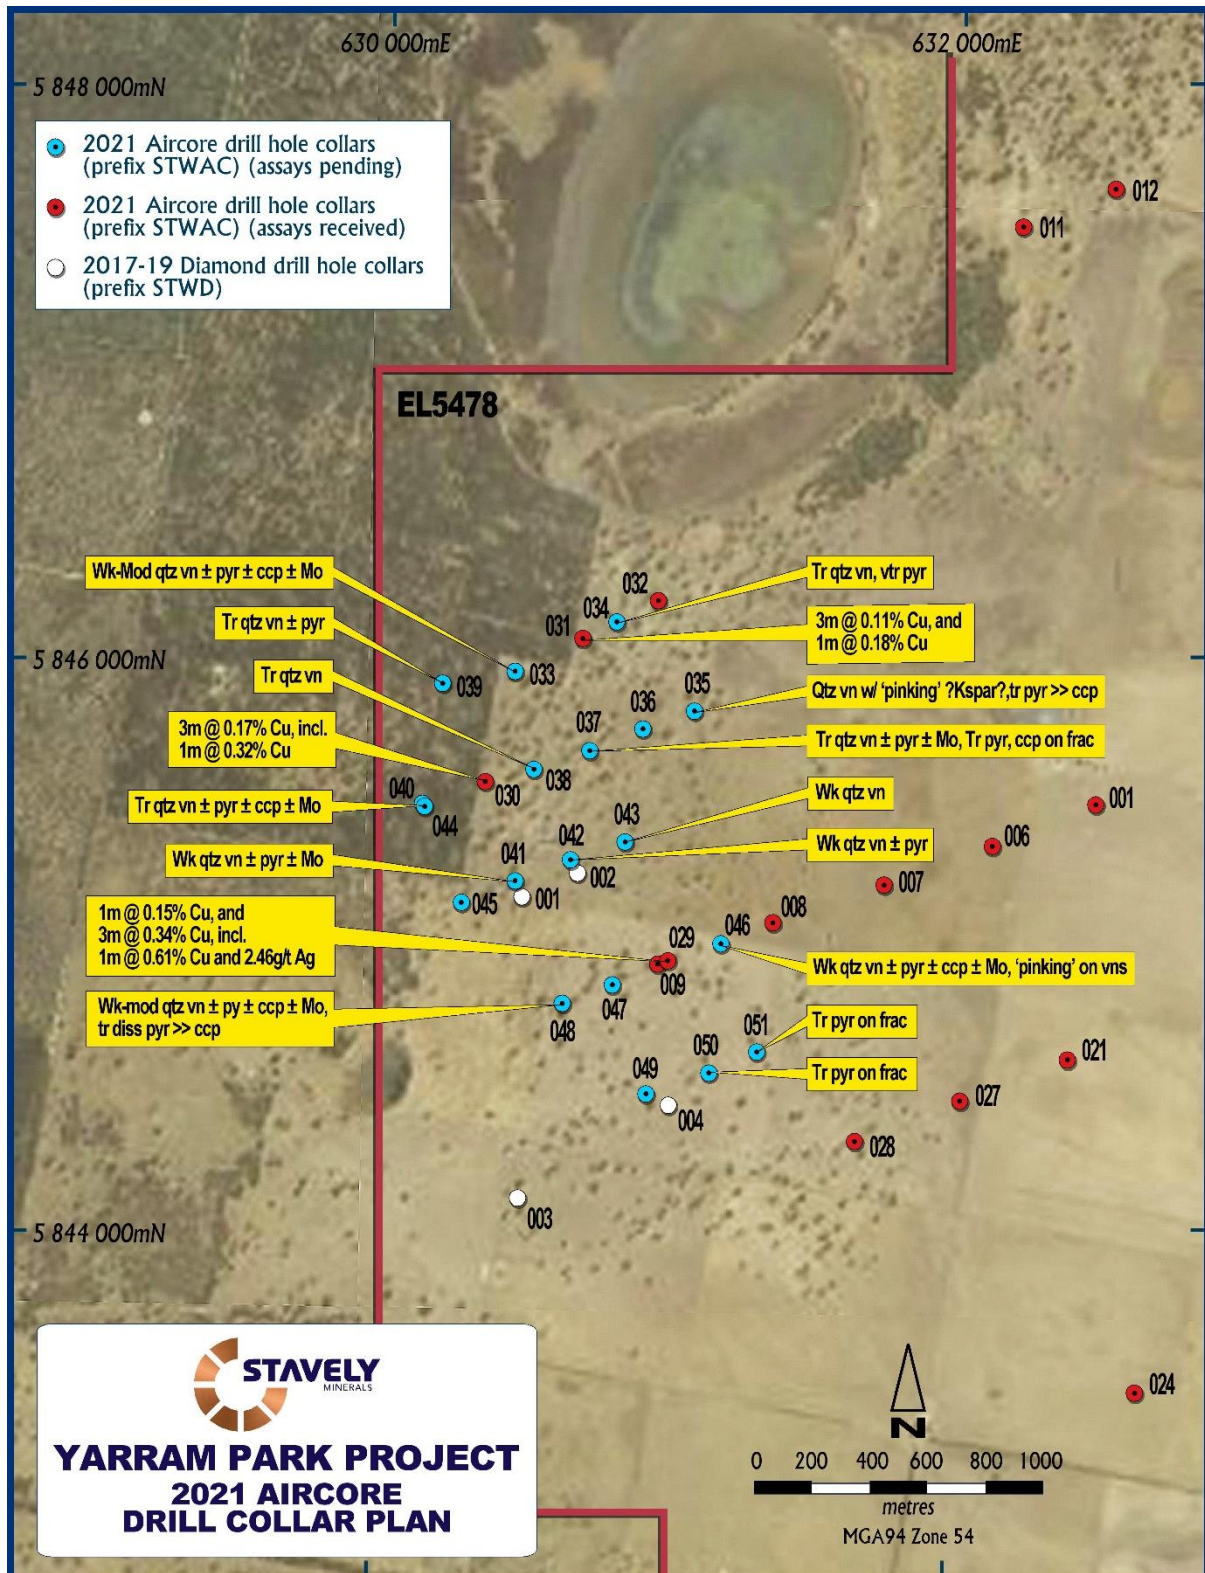 630 000mE
632 000mE
5 848 000mN
2021 Aircore drill hole collars
(prefix STWAC) (assays pending)
2021 Aircore drill hole collars
(prefix STWAC) (assays received)
2017-19 Diamond drill hole collars
(prefix STWD)
012
011
EL5478
Wk-Mod qtz vn ± pyr ± ccp ± Mo
Tr qtz vn, vtr pyr
032
034
031
3m @ 0.11% Cu, and
1m @ 0.18% Cu
Tr qtz vn ± pyr
5 846 000mN
033
039
Tr qtz vn
035
036
Qtz vn w/ 'pinking' ?Kspar?,tr pyr >> ccp
3m @ 0.17% Cu, incl.
1m @ 0.32% Cu
037
Tr qtz vn ± pyr ± Mo, Tr pyr, ccp on frac
038
030
040
Wk qtz vn
001
Tr qtz vn ± pyr ± ccp ± Mo
044
043
006
042
Wk qtz vn ± pyr
Wk qtz vn ± pyr ± Mo
041
002
007
045
001
008
1m @ 0.15% Cu, and
3m @ 0.34% Cu, incl.
1m @ 0.61% Cu and 2.46g/t Ag
029
046
009
Wk qtz vn ± pyr ± ccp ± Mo, 'pinking' on vns
047
Wk-mod qtz vn ± py ± ccp ± Mo,
tr diss pyr >> ccp
048
Tr pyr on frac
051
050
021
Tr pyr on frac
049
004
027
028
003
5 844 000mN
024
STAVELY
MINERALS
YARRAM PARK PROJECT
2021 AIRCORE
DRILL COLLAR PLAN
N
0 200 400 600 800 1000
metres
MGA94 Zone 54